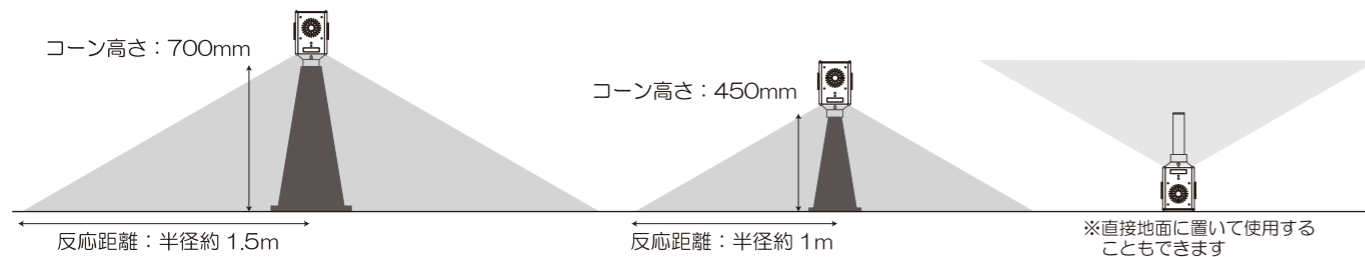 コーン高さ：700mm
反応距離：半径約 1.5m
コーン高さ：450mm
反応距離：半径約 1m
※直接地面に置いて使用する
こともできます